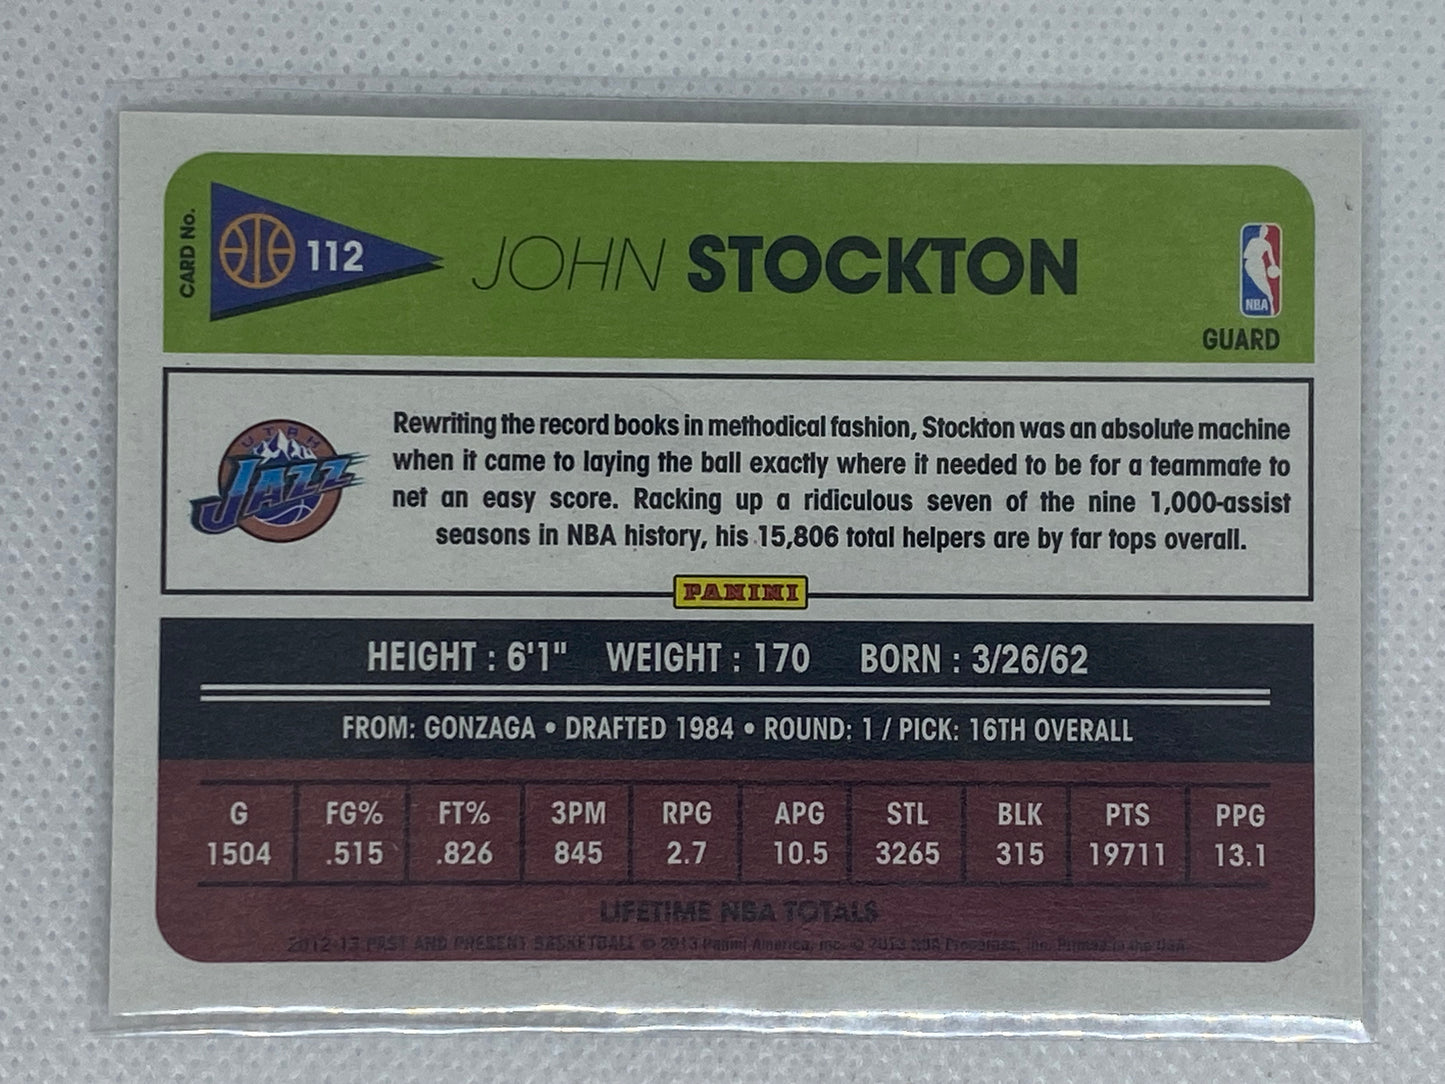 CARD No.
112
JOHN STOCKTON
NBA
GUARD
UTAH
JAZZ
Rewriting the record books in methodical fashion, Stockton was an absolute machine
when it came to laying the ball exactly where it needed to be for a teammate to
net an easy score. Racking up a ridiculous seven of the nine 1,000-assist
seasons in NBA history, his 15,806 total helpers are by far tops overall.
PANINI
HEIGHT : 6'1" WEIGHT : 170 BORN : 3/26/62
FROM: GONZAGA • DRAFTED 1984 • ROUND: 1 / PICK: 16TH OVERALL
G FG% FT% 3PM RPG APG STL BLK PTS PPG
1504 .515 .826 845 2.7 10.5 3265 315 19711 13.1
LIFETIME NBA TOTALS
2012-13 PAST AND PRESENT BASKETBALL © 2013 Panini America, Inc. © 2013 NBA Properties, Inc. Printed in the USA.